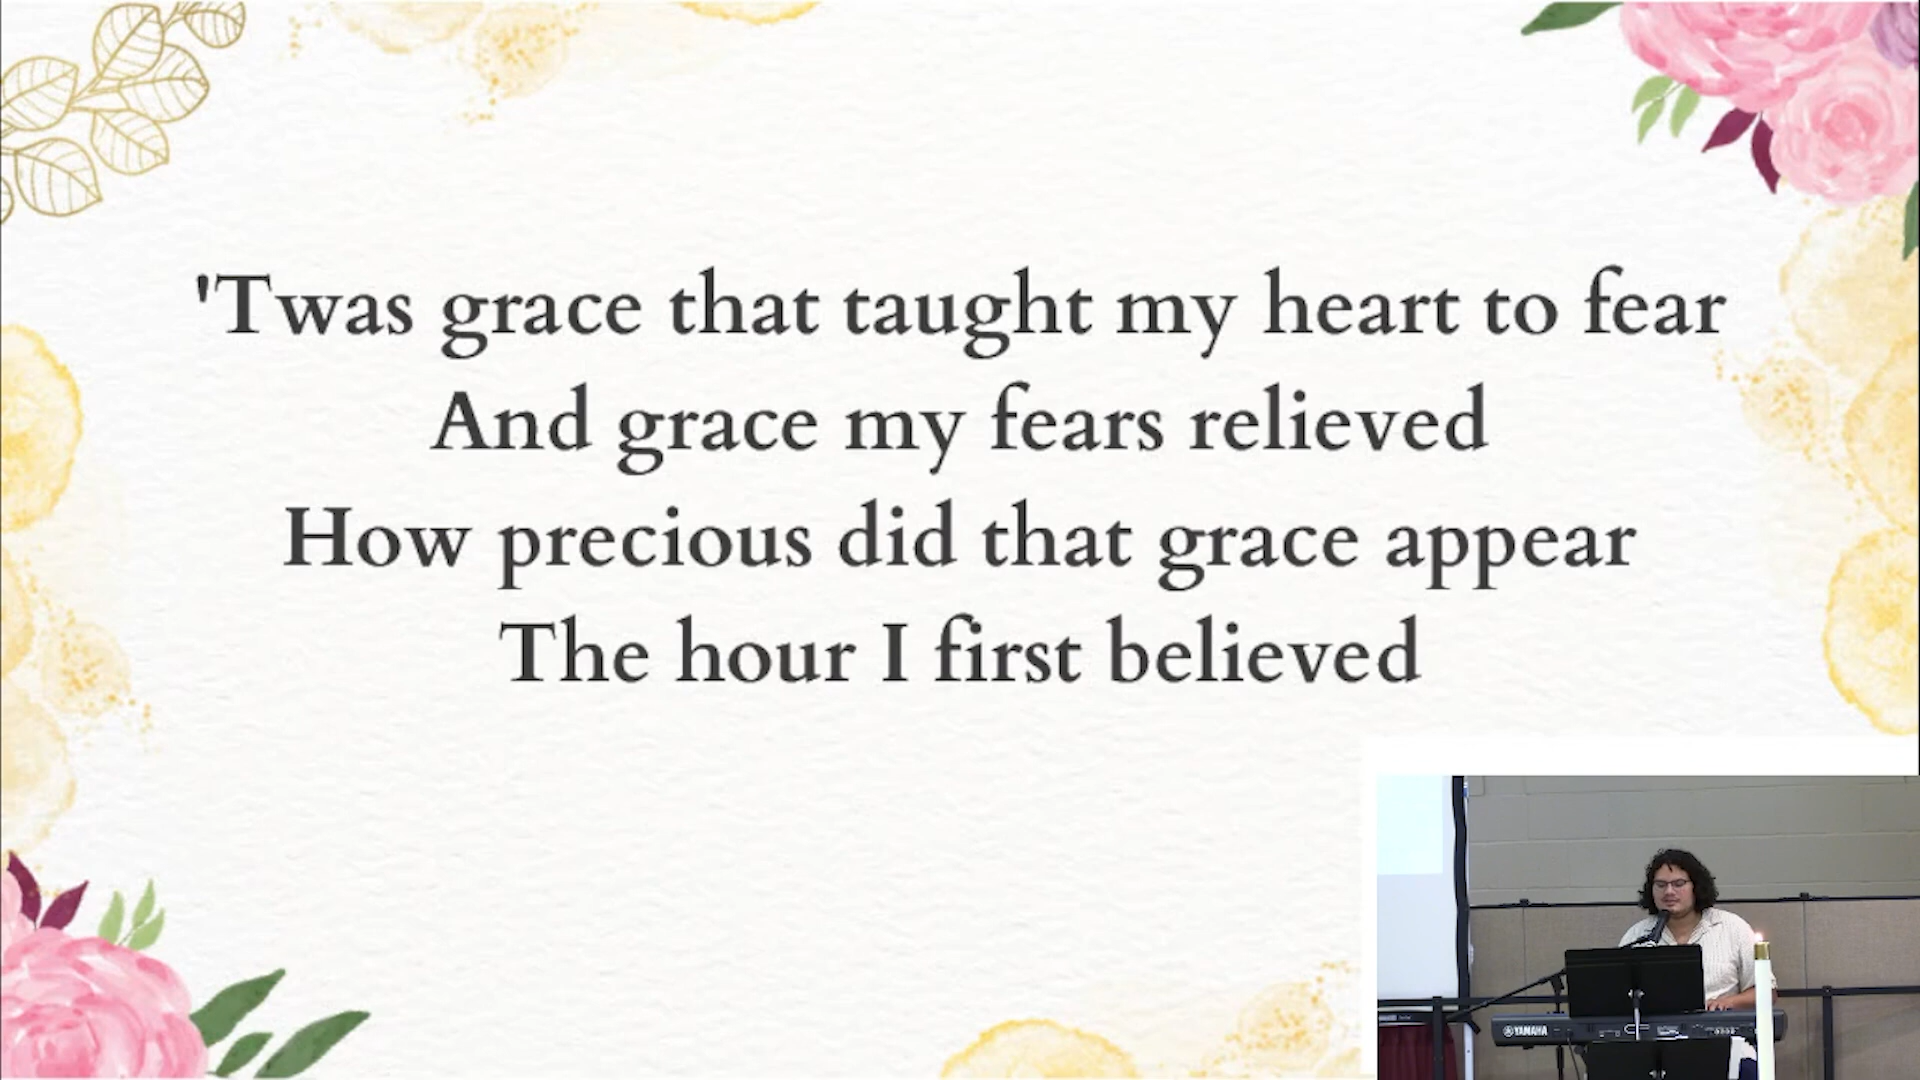 'Twas grace that taught my heart to fear
And grace my fears relieved
How precious did that grace appear
The hour I first believed
YAMAHA